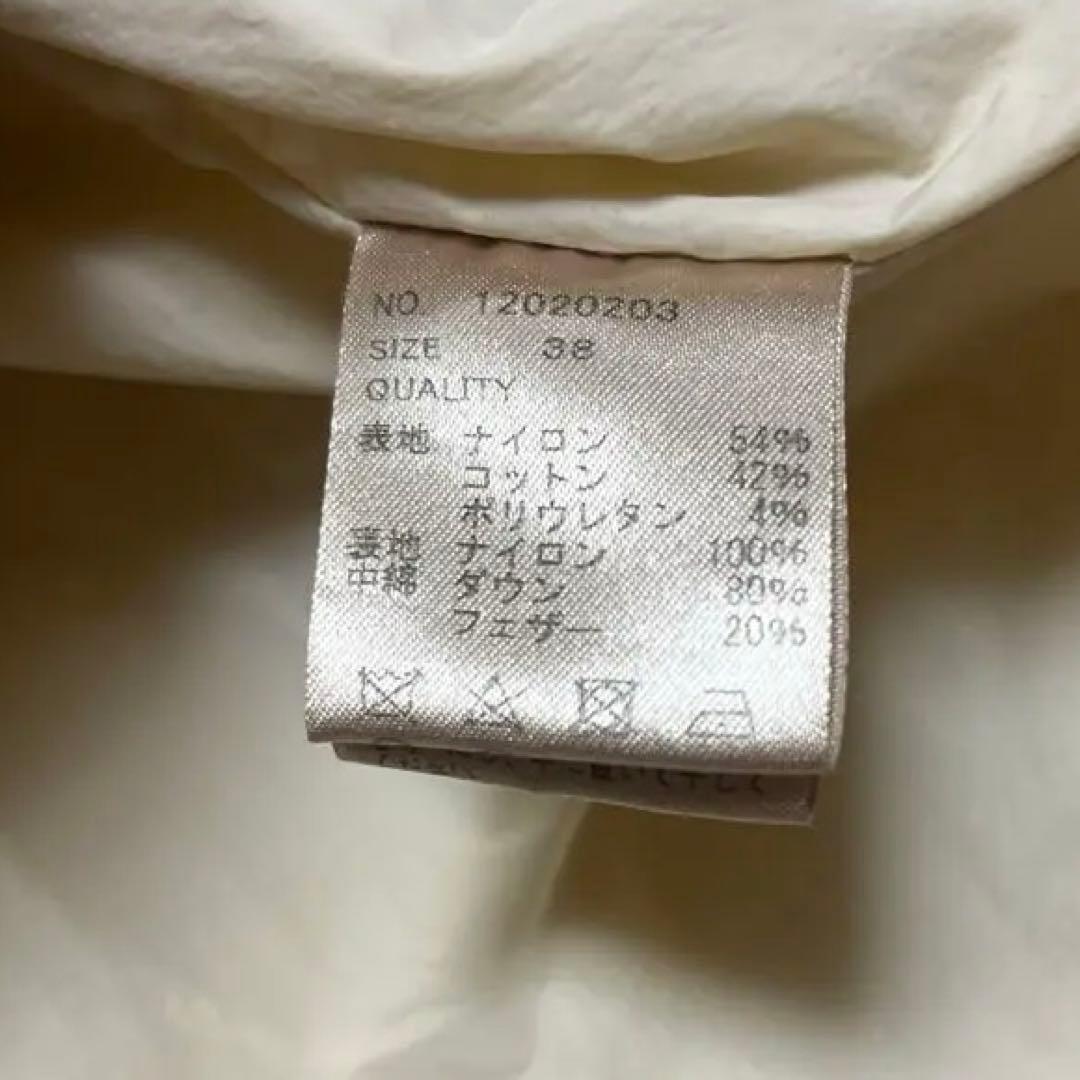 NO. 12020203
SIZE 38
QUALITY
表地 ナイロン 54%
コットン 42%
ポリウレタン 4%
表地 ナイロン 100%
中綿 ダウン 80%
フェザー 20%